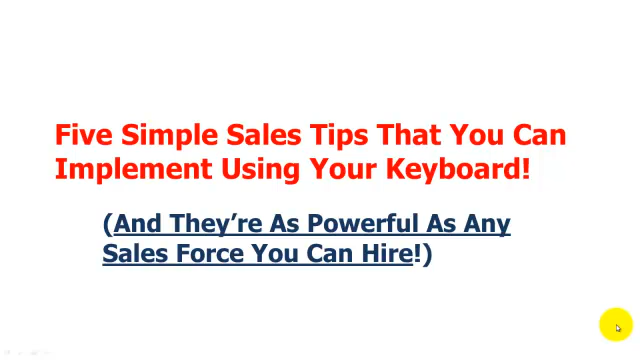 Five Simple Sales Tips That You Can
Implement Using Your Keyboard!
(And They’re As Powerful As Any
Sales Force You Can Hire!)